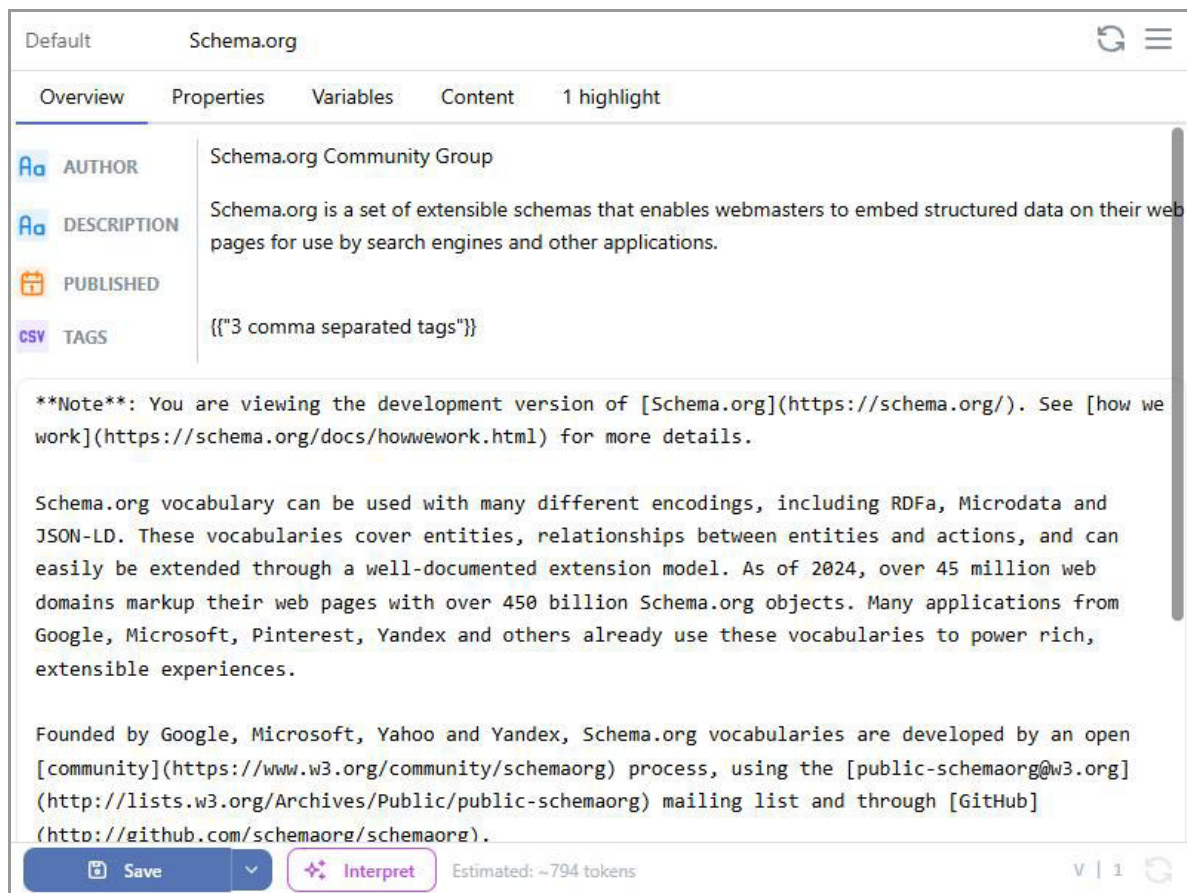 Default Schema.org
Overview Properties Variables Content 1 highlight
Aa AUTHOR Schema.org Community Group
Aa DESCRIPTION Schema.org is a set of extensible schemas that enables webmasters to embed structured data on their web
pages for use by search engines and other applications.
PUBLISHED
CSV TAGS {{"3 comma separated tags"}}
**Note**: You are viewing the development version of [Schema.org](https://schema.org/). See [how we
work](https://schema.org/docs/howwework.html) for more details.
Schema.org vocabulary can be used with many different encodings, including RDFa, Microdata and
JSON-LD. These vocabularies cover entities, relationships between entities and actions, and can
easily be extended through a well-documented extension model. As of 2024, over 45 million web
domains markup their web pages with over 450 billion Schema.org objects. Many applications from
Google, Microsoft, Pinterest, Yandex and others already use these vocabularies to power rich,
extensible experiences.
Founded by Google, Microsoft, Yahoo and Yandex, Schema.org vocabularies are developed by an open
[community](https://www.w3.org/community/schemaorg) process, using the [public-schemaorg@w3.org]
(http://lists.w3.org/Archives/Public/public-schemaorg) mailing list and through [GitHub]
(http://github.com/schemaorg/schemaorg).
Save Interpret Estimated: ~794 tokens V | 1